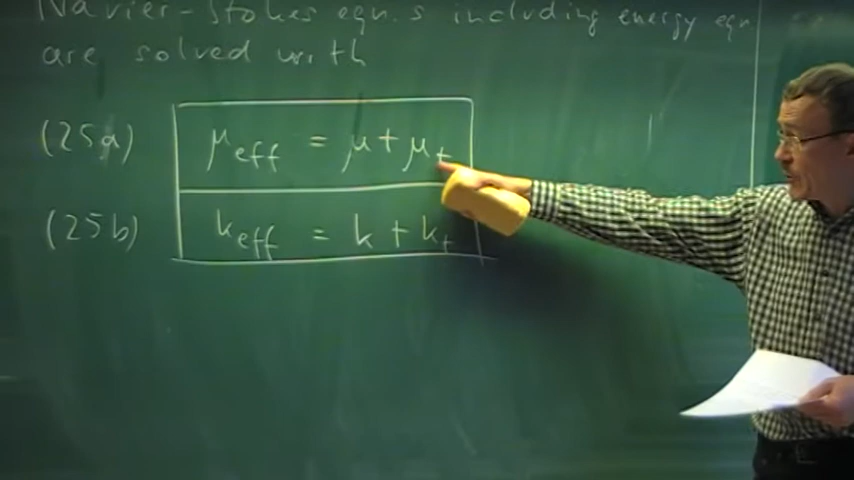 Navier-Stokes eqn.s including energy eqn
are solved with
(25a) μeff = μ + μt
(25b) keff = k + kt